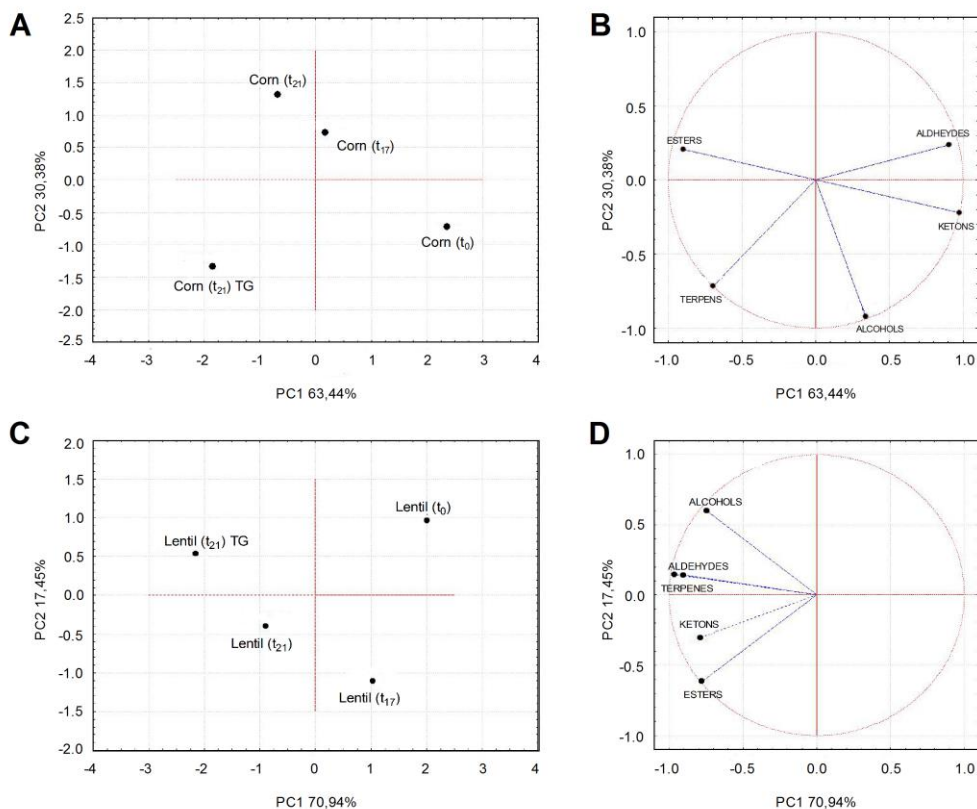 A
2.5
2.0
1.5
1.0
0.5
0.0
-0.5
-1.0
-1.5
-2.0
-2.5
PC2 30,38%
Corn (t21)
Corn (t17)
Corn (t0)
Corn (t21) TG
-4 -3 -2 -1 0 1 2 3 4
PC1 63,44%
B
1.0
0.5
0.0
-0.5
-1.0
PC2 30,38%
ESTERS
ALDHEYDES
KETONS
TERPENS
ALCOHOLS
-1.0 -0.5 0.0 0.5 1.0
PC1 63,44%
C
2.0
1.5
1.0
0.5
0.0
-0.5
-1.0
-1.5
-2.0
PC2 17,45%
Lentil (t0)
Lentil (t21) TG
Lentil (t21)
Lentil (t17)
-4 -3 -2 -1 0 1 2 3 4
PC1 70,94%
D
1.0
0.5
0.0
-0.5
-1.0
PC2 17,45%
ALCOHOLS
ALDEHYDES
TERPENES
KETONS
ESTERS
-1.0 -0.5 0.0 0.5 1.0
PC1 70,94%